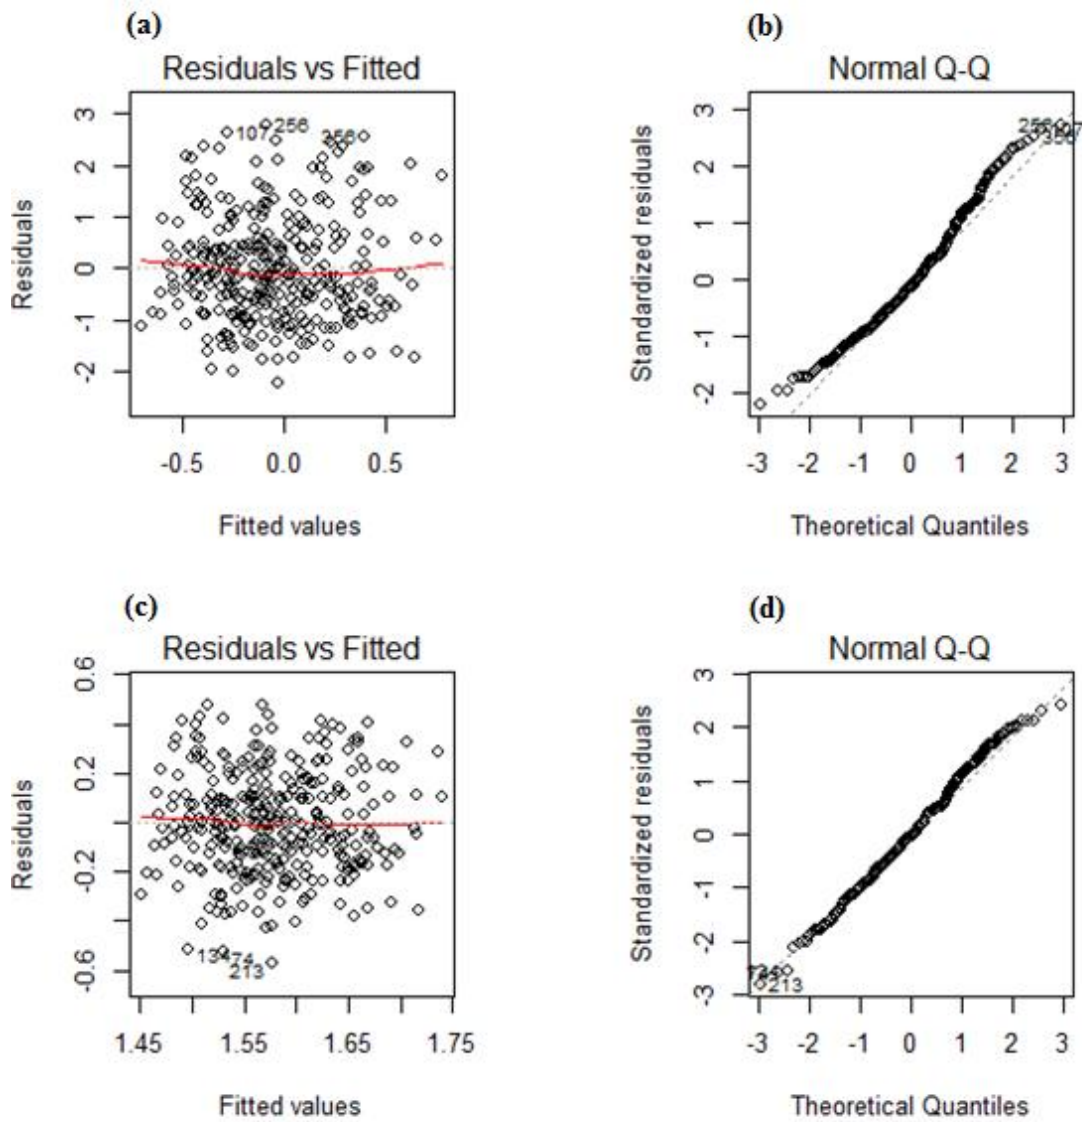 (a)
Residuals vs Fitted
3
2
1
0
-1
-2
Residuals
107
256
356
-0.5 0.0 0.5
Fitted values
(b)
Normal Q-Q
3
2
1
0
-1
-2
Standardized residuals
256
-3 -2 -1 0 1 2 3
Theoretical Quantiles
(c)
Residuals vs Fitted
0.6
0.2
-0.2
-0.6
Residuals
213
1.45 1.55 1.65 1.75
Fitted values
(d)
Normal Q-Q
3
2
1
0
-1
-2
-3
Standardized residuals
213
-3 -2 -1 0 1 2 3
Theoretical Quantiles